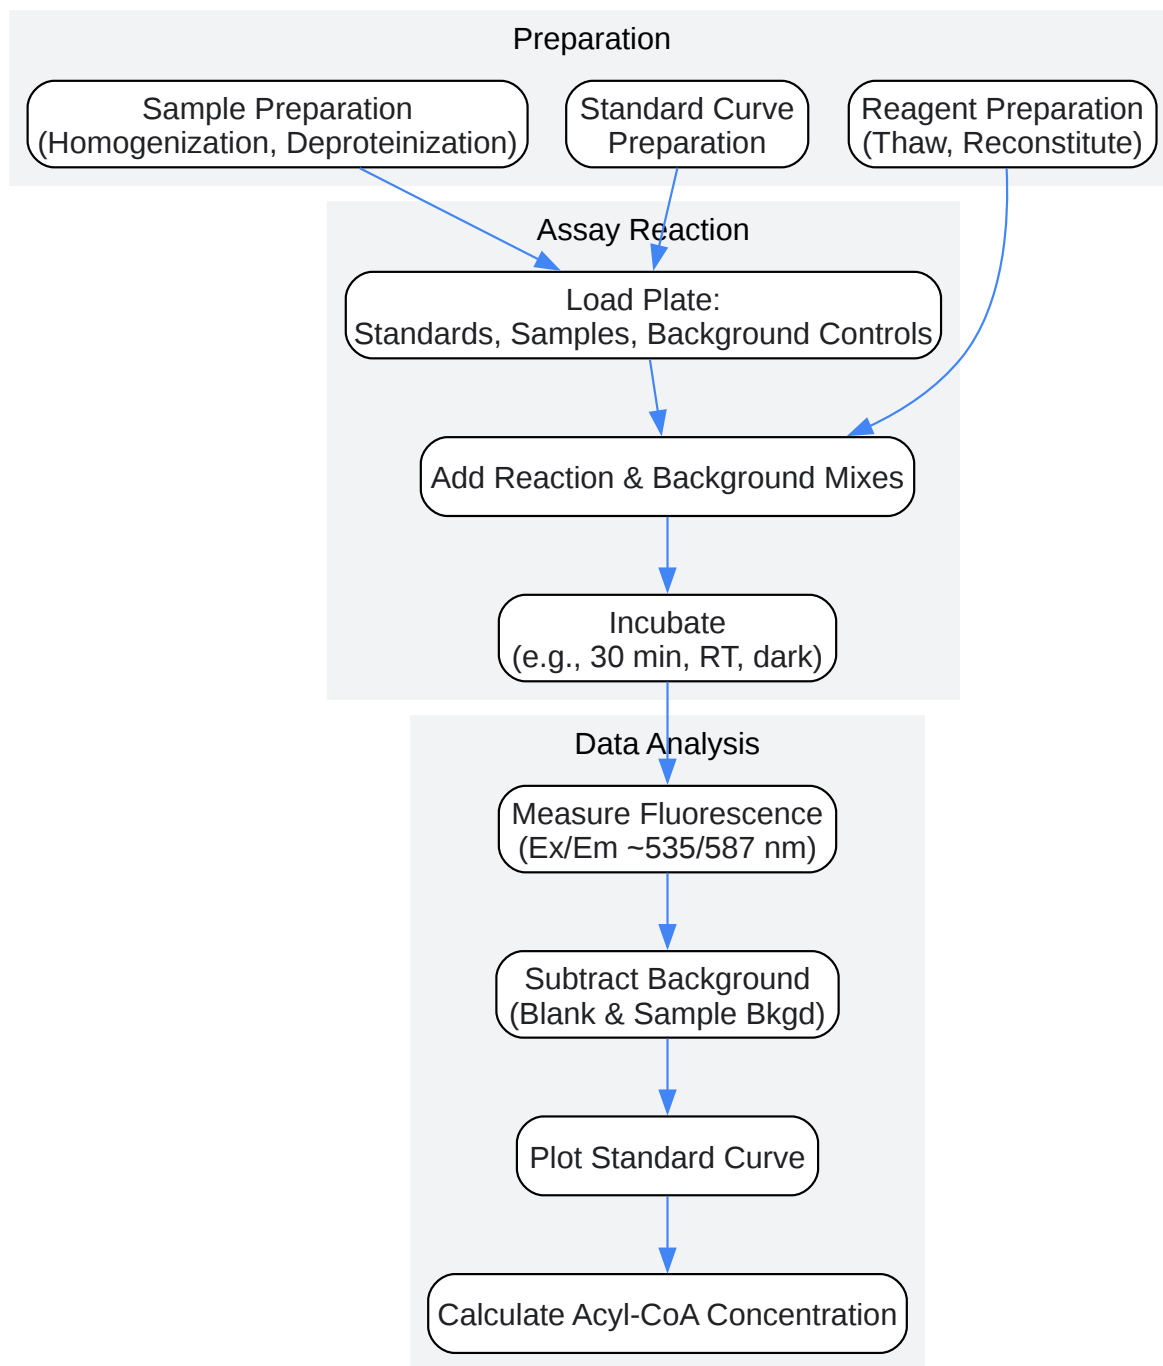 Preparation
Sample Preparation
(Homogenization, Deproteinization)
Standard Curve
Preparation
Reagent Preparation
(Thaw, Reconstitute)
Assay Reaction
Load Plate:
Standards, Samples, Background Controls
Add Reaction & Background Mixes
Incubate
(e.g., 30 min, RT, dark)
Data Analysis
Measure Fluorescence
(Ex/Em ~535/587 nm)
Subtract Background
(Blank & Sample Bkgd)
Plot Standard Curve
Calculate Acyl-CoA Concentration